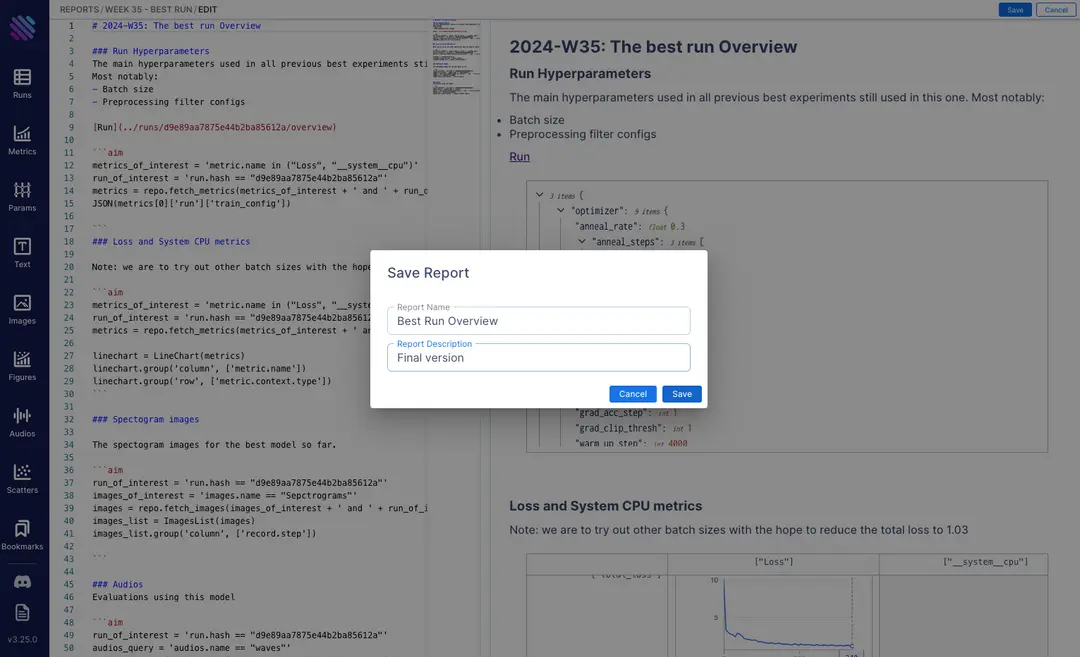 REPORTS / WEEK 35 - BEST RUN / EDIT
Save
Cancel
Runs
Metrics
Params
Text
Images
Figures
Audios
Scatters
Bookmarks
v3.25.0
1 # 2024-W35: The best run Overview
2
3 ### Run Hyperparameters
4 The main hyperparameters used in all previous best experiments sti
5 Most notably:
6 - Batch size
7 - Preprocessing filter configs
8
9 [Run](../runs/d9e89aa7875e44b2ba85612a/overview)
10
11 ```aim
12 metrics_of_interest = 'metric.name in ("Loss", "__system__cpu")'
13 run_of_interest = 'run.hash == "d9e89aa7875e44b2ba85612a"'
14 metrics = repo.fetch_metrics(metrics_of_interest + ' and ' + run_o
15 JSON(metrics[0]['run']['train_config'])
16
17 ```
18 ### Loss and System CPU metrics
19
20 Note: we are to try out other batch sizes with the hope
21
22 ```aim
23 metrics_of_interest = 'metric.name in ("Loss", "__syste
24 run_of_interest = 'run.hash == "d9e89aa7875e44b2ba85612
25 metrics = repo.fetch_metrics(metrics_of_interest + ' an
26
27 linechart = LineChart(metrics)
28 linechart.group('column', ['metric.name'])
29 linechart.group('row', ['metric.context.type'])
30 ```
31
32 ### Spectogram images
33
34 The spectogram images for the best model so far.
35
36 ```aim
37 run_of_interest = 'run.hash == "d9e89aa7875e44b2ba85612a"'
38 images_of_interest = 'images.name == "Sepctrograms"'
39 images = repo.fetch_images(images_of_interest + ' and ' + run_of_i
40 images_list = ImagesList(images)
41 images_list.group('column', ['record.step'])
42
43 ```
44
45 ### Audios
46 Evaluations using this model
47
48 ```aim
49 run_of_interest = 'run.hash == "d9e89aa7875e44b2ba85612a"'
50 audios_query = 'audios.name == "waves"'
2024-W35: The best run Overview
Run Hyperparameters
The main hyperparameters used in all previous best experiments still used in this one. Most notably:
• Batch size
• Preprocessing filter configs
Run
3 items {
"optimizer": 9 items {
"anneal_rate": float 0.3
"anneal_steps": 3 items [
Save Report
Report Name
Best Run Overview
Report Description
Final version
Cancel
Save
"grad_acc_step": int 1
"grad_clip_thresh": int 1
"warm_up_step": int 4000
Loss and System CPU metrics
Note: we are to try out other batch sizes with the hope to reduce the total loss to 1.03
["Loss"]
["__system__cpu"]
["total_loss"]
10
5
240